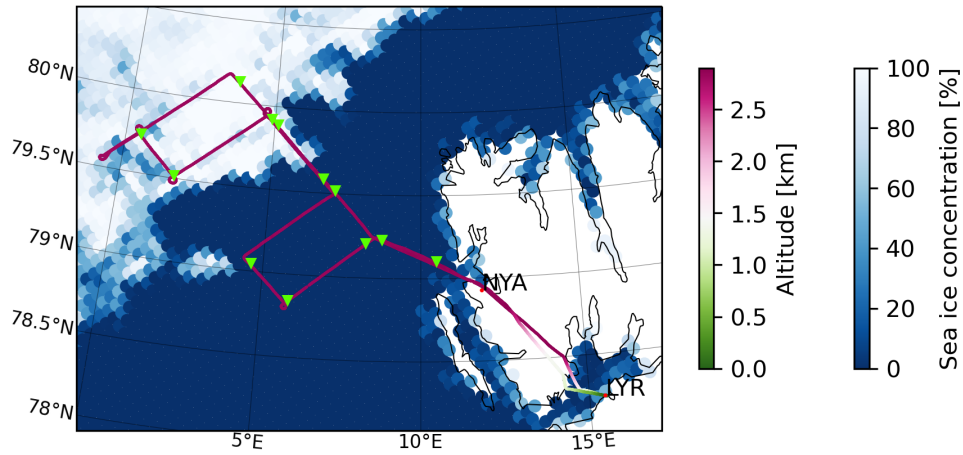 80°N
79.5°N
79°N
78.5°N
78°N
5°E
10°E
15°E
NYA
LYR
2.5
2.0
1.5
1.0
0.5
0.0
Altitude [km]
100
80
60
40
20
0
Sea ice concentration [%]